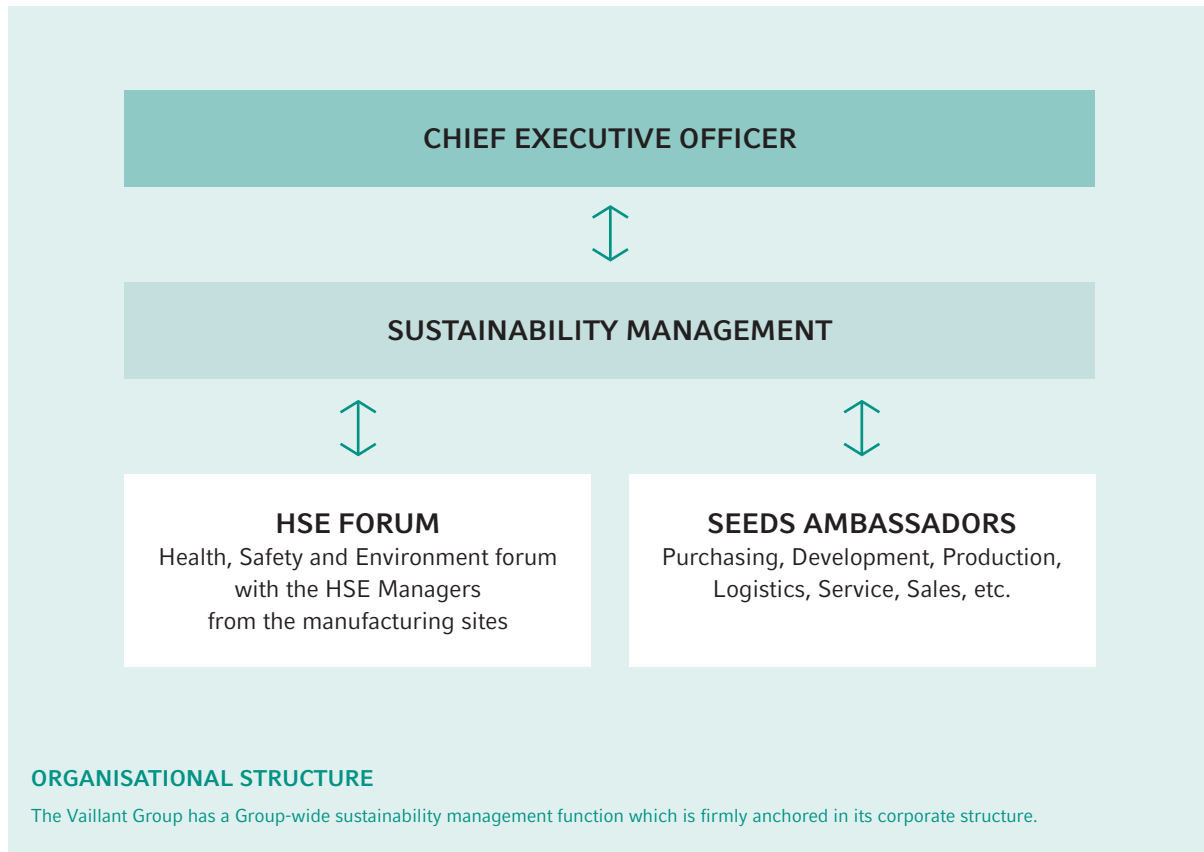 CHIEF EXECUTIVE OFFICER
SUSTAINABILITY MANAGEMENT
HSE FORUM
Health, Safety and Environment forum
with the HSE Managers
from the manufacturing sites
SEEDS AMBASSADORS
Purchasing, Development, Production,
Logistics, Service, Sales, etc.
ORGANISATIONAL STRUCTURE
The Vaillant Group has a Group-wide sustainability management function which is firmly anchored in its corporate structure.